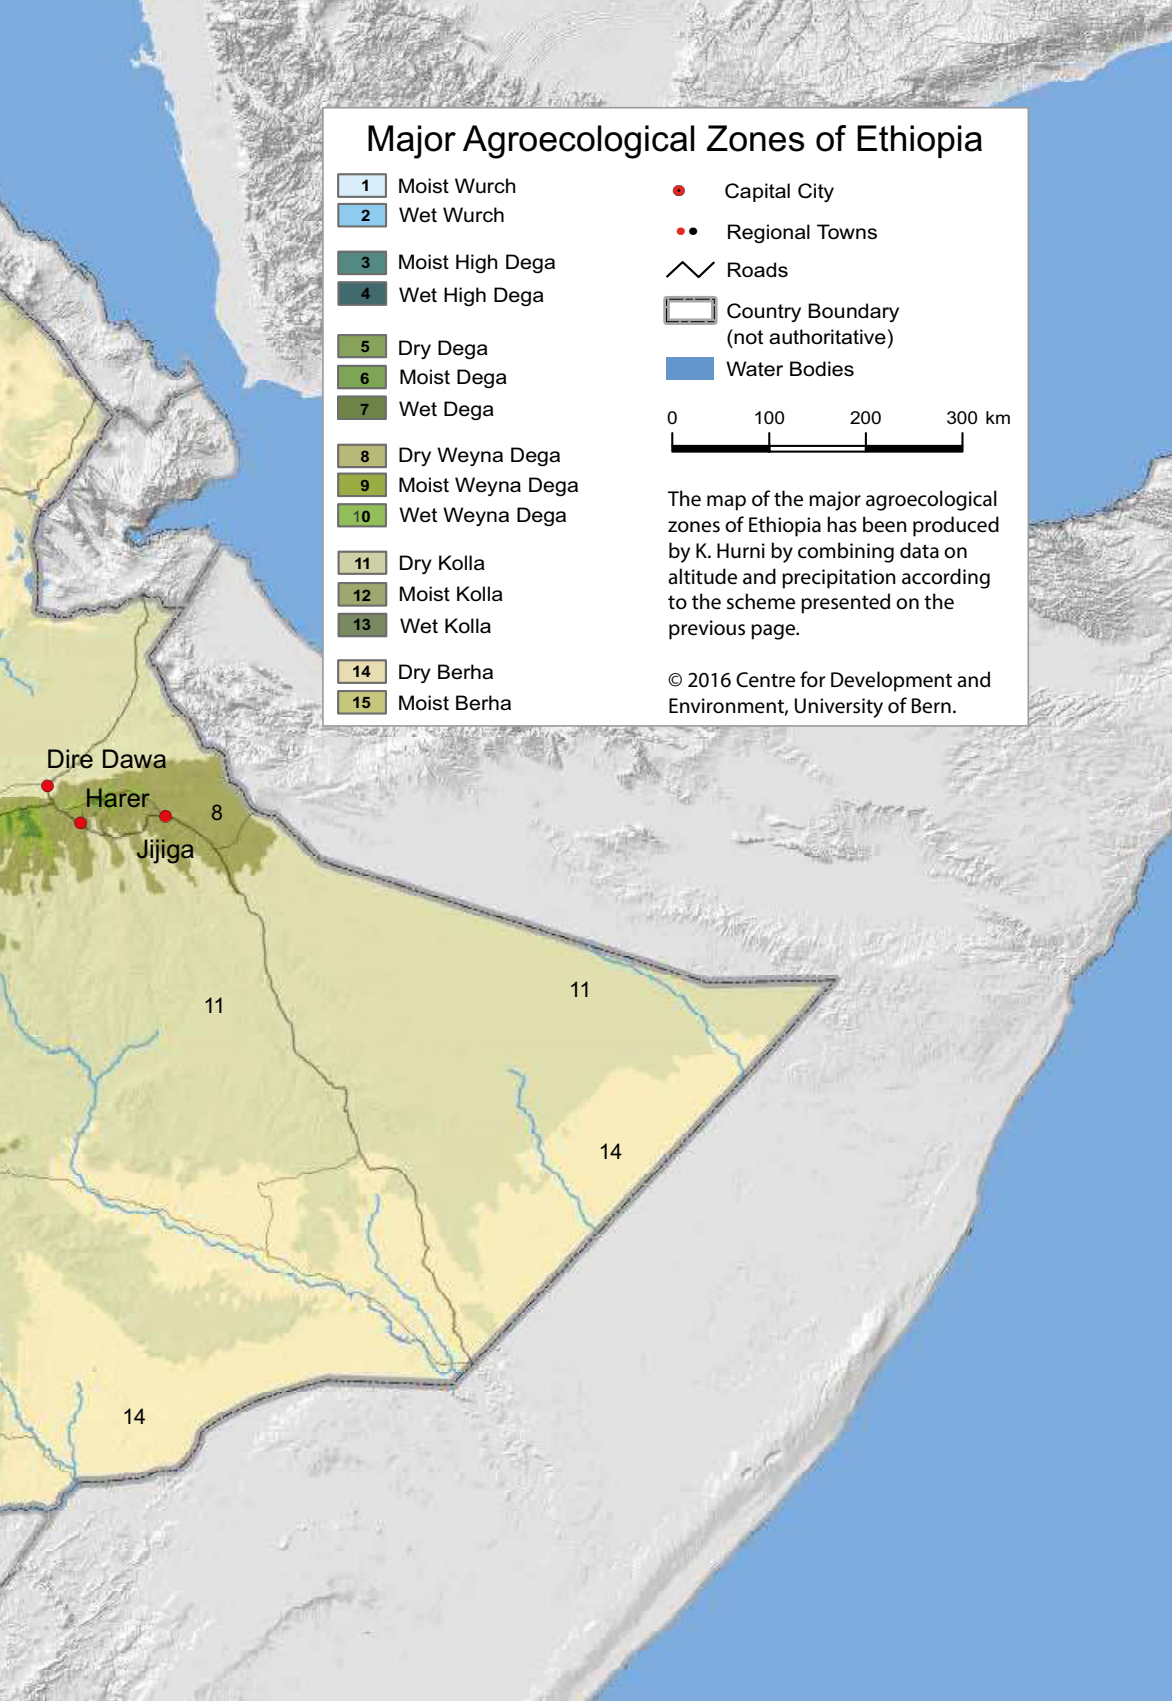 Major Agroecological Zones of Ethiopia
1 Moist Wurch
2 Wet Wurch
3 Moist High Dega
4 Wet High Dega
5 Dry Dega
6 Moist Dega
7 Wet Dega
8 Dry Weyna Dega
9 Moist Weyna Dega
10 Wet Weyna Dega
11 Dry Kolla
12 Moist Kolla
13 Wet Kolla
14 Dry Berha
15 Moist Berha
Capital City
Regional Towns
Roads
Country Boundary
(not authoritative)
Water Bodies
0 100 200 300 km
The map of the major agroecological
zones of Ethiopia has been produced
by K. Hurni by combining data on
altitude and precipitation according
to the scheme presented on the
previous page.
© 2016 Centre for Development and
Environment, University of Bern.
Dire Dawa
Harer
8
Jijiga
11
11
14
14